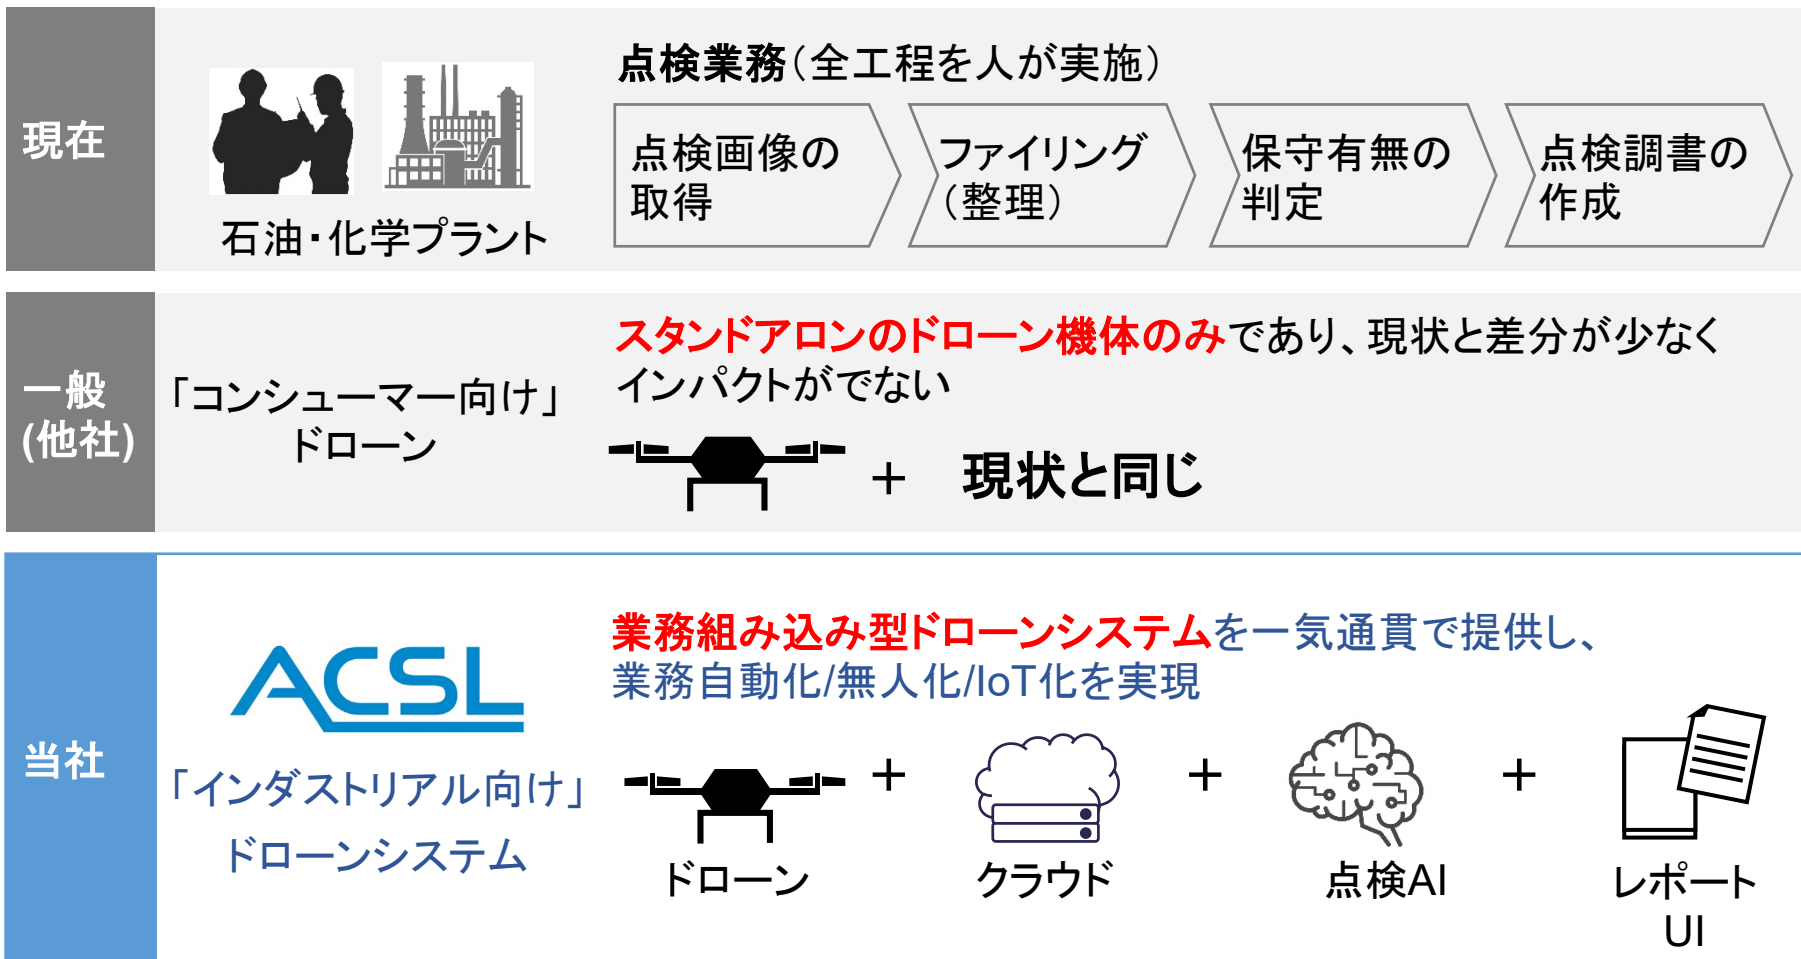 現在
石油・化学プラント
点検業務（全工程を人が実施）
点検画像の
取得
ファイリング
（整理）
保守有無の
判定
点検調書の
作成
一般
(他社)
「コンシューマー向け」
ドローン
スタンドアロンのドローン機体のみであり、現状と差分が少なく
インパクトがでない
+ 現状と同じ
当社
ACSL
「インダストリアル向け」
ドローンシステム
業務組み込み型ドローンシステムを一気通貫で提供し、
業務自動化/無人化/IoT化を実現
+ + +
ドローン
クラウド
点検AI
レポート
UI